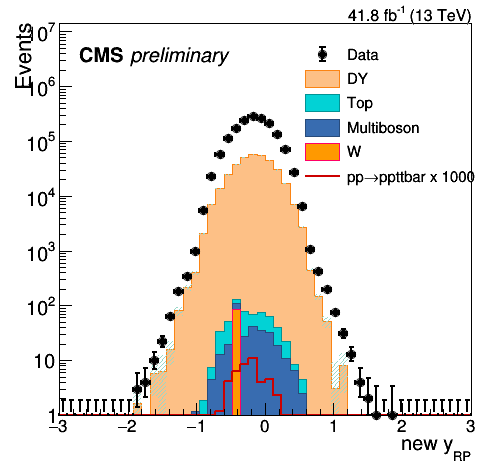 41.8 fb⁻¹ (13 TeV)
Events
CMS preliminary
Data
DY
Top
Multiboson
W
pp→ppttbar x 1000
10⁷
10⁶
10⁵
10⁴
10³
10²
10
1
−3 −2 −1 0 1 2 3
new y_RP